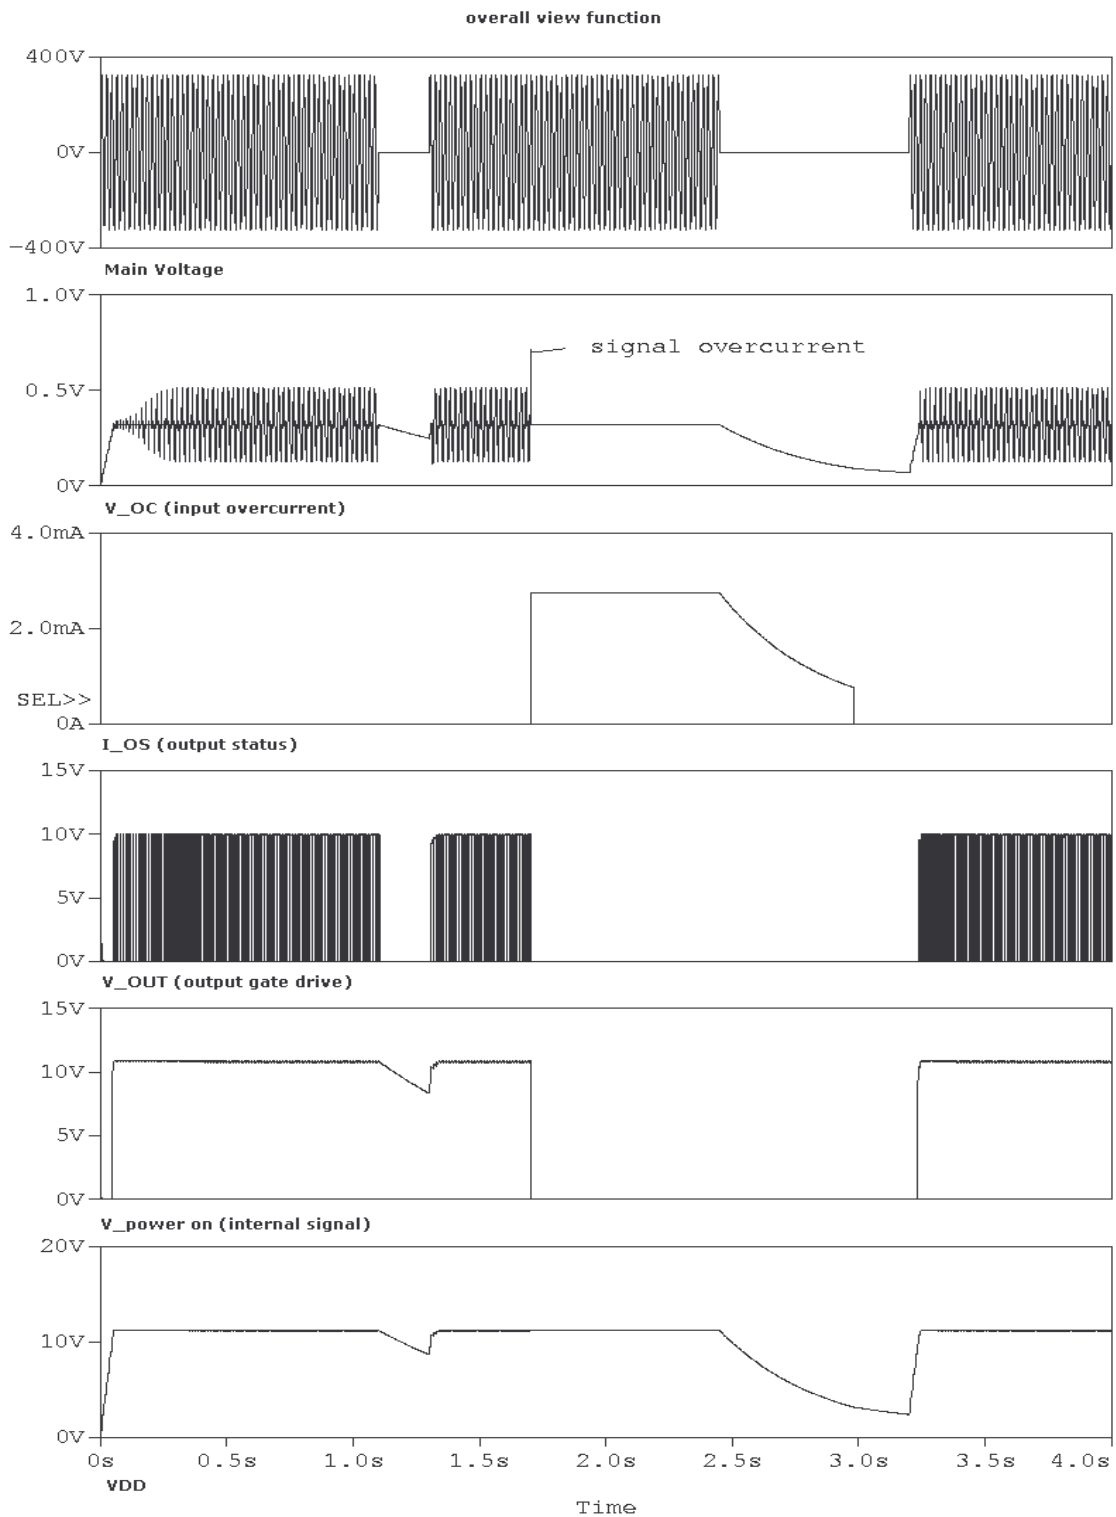 overall view function
400V
0V
−400V
Main Voltage
1.0V
signal overcurrent
0.5V
0V
V_OC (input overcurrent)
4.0mA
2.0mA
SEL>>
0A
I_OS (output status)
15V
10V
5V
0V
V_OUT (output gate drive)
15V
10V
5V
0V
V_power on (internal signal)
20V
10V
0V
0s 0.5s 1.0s 1.5s 2.0s 2.5s 3.0s 3.5s 4.0s
VDD
Time